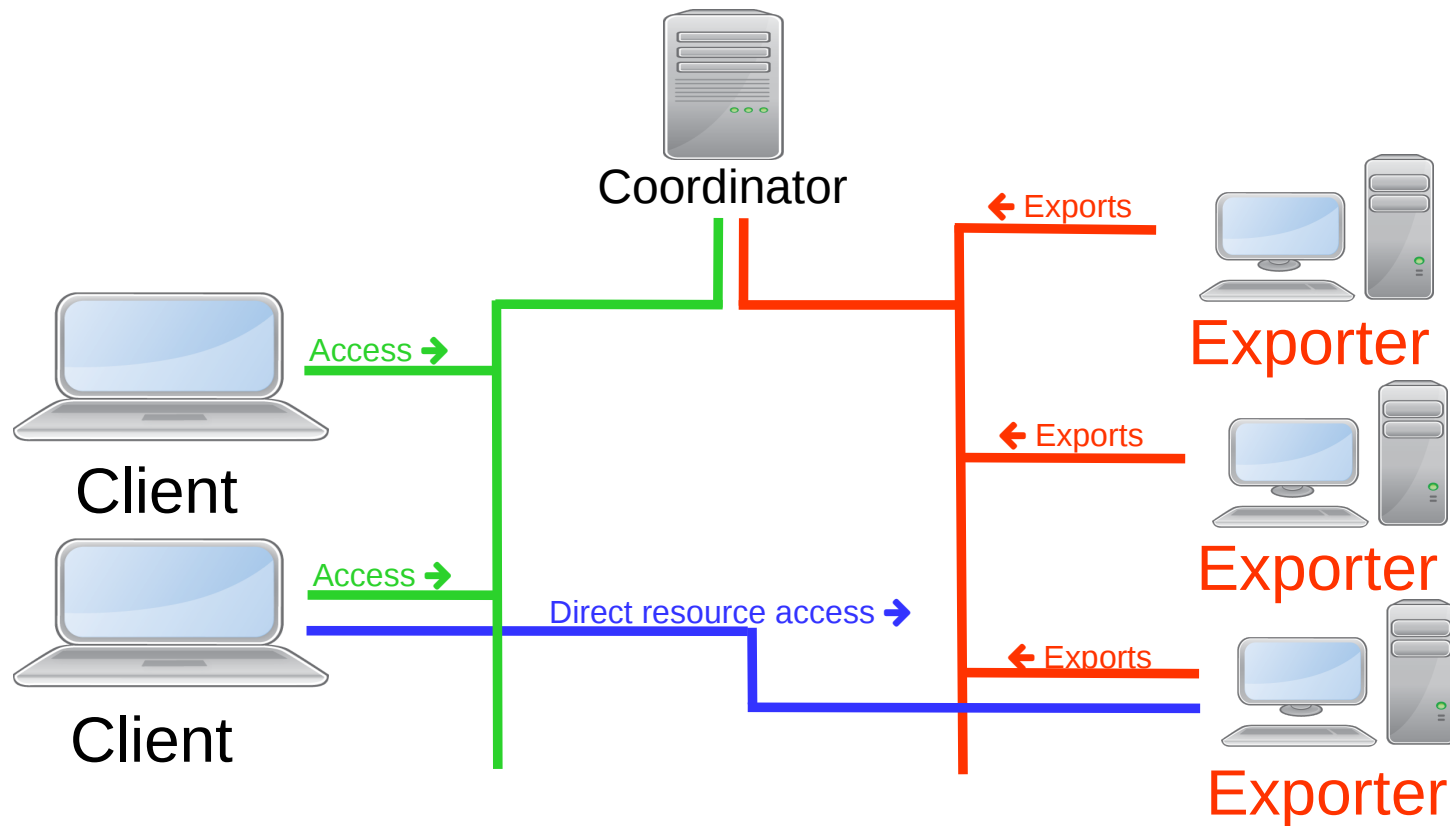 Coordinator
← Exports
Exporter
Access →
← Exports
Client
Exporter
Access →
Direct resource access →
← Exports
Client
Exporter